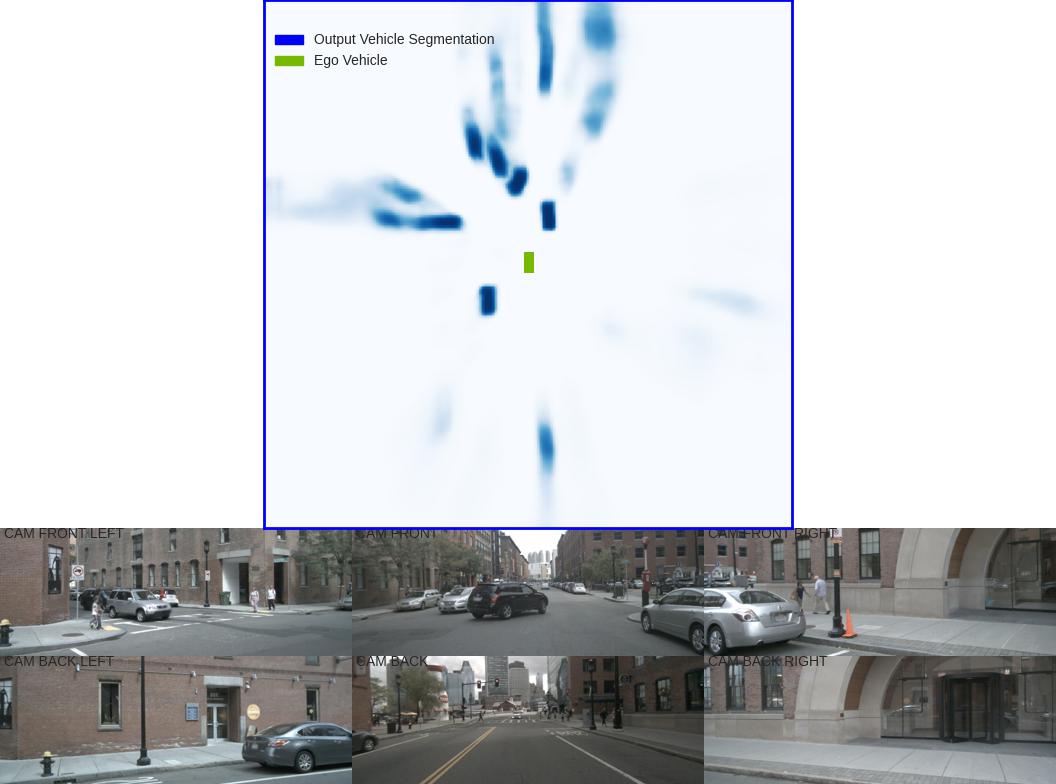 Output Vehicle Segmentation
Ego Vehicle
CAM FRONT LEFT
CAM FRONT
CAM FRONT RIGHT
CAM BACK LEFT
CAM BACK
CAM BACK RIGHT